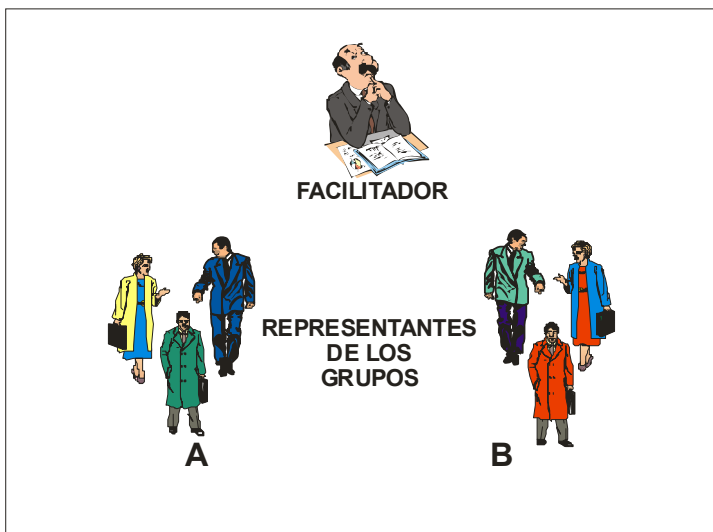 FACILITADOR
REPRESENTANTES
DE LOS
GRUPOS
A
B